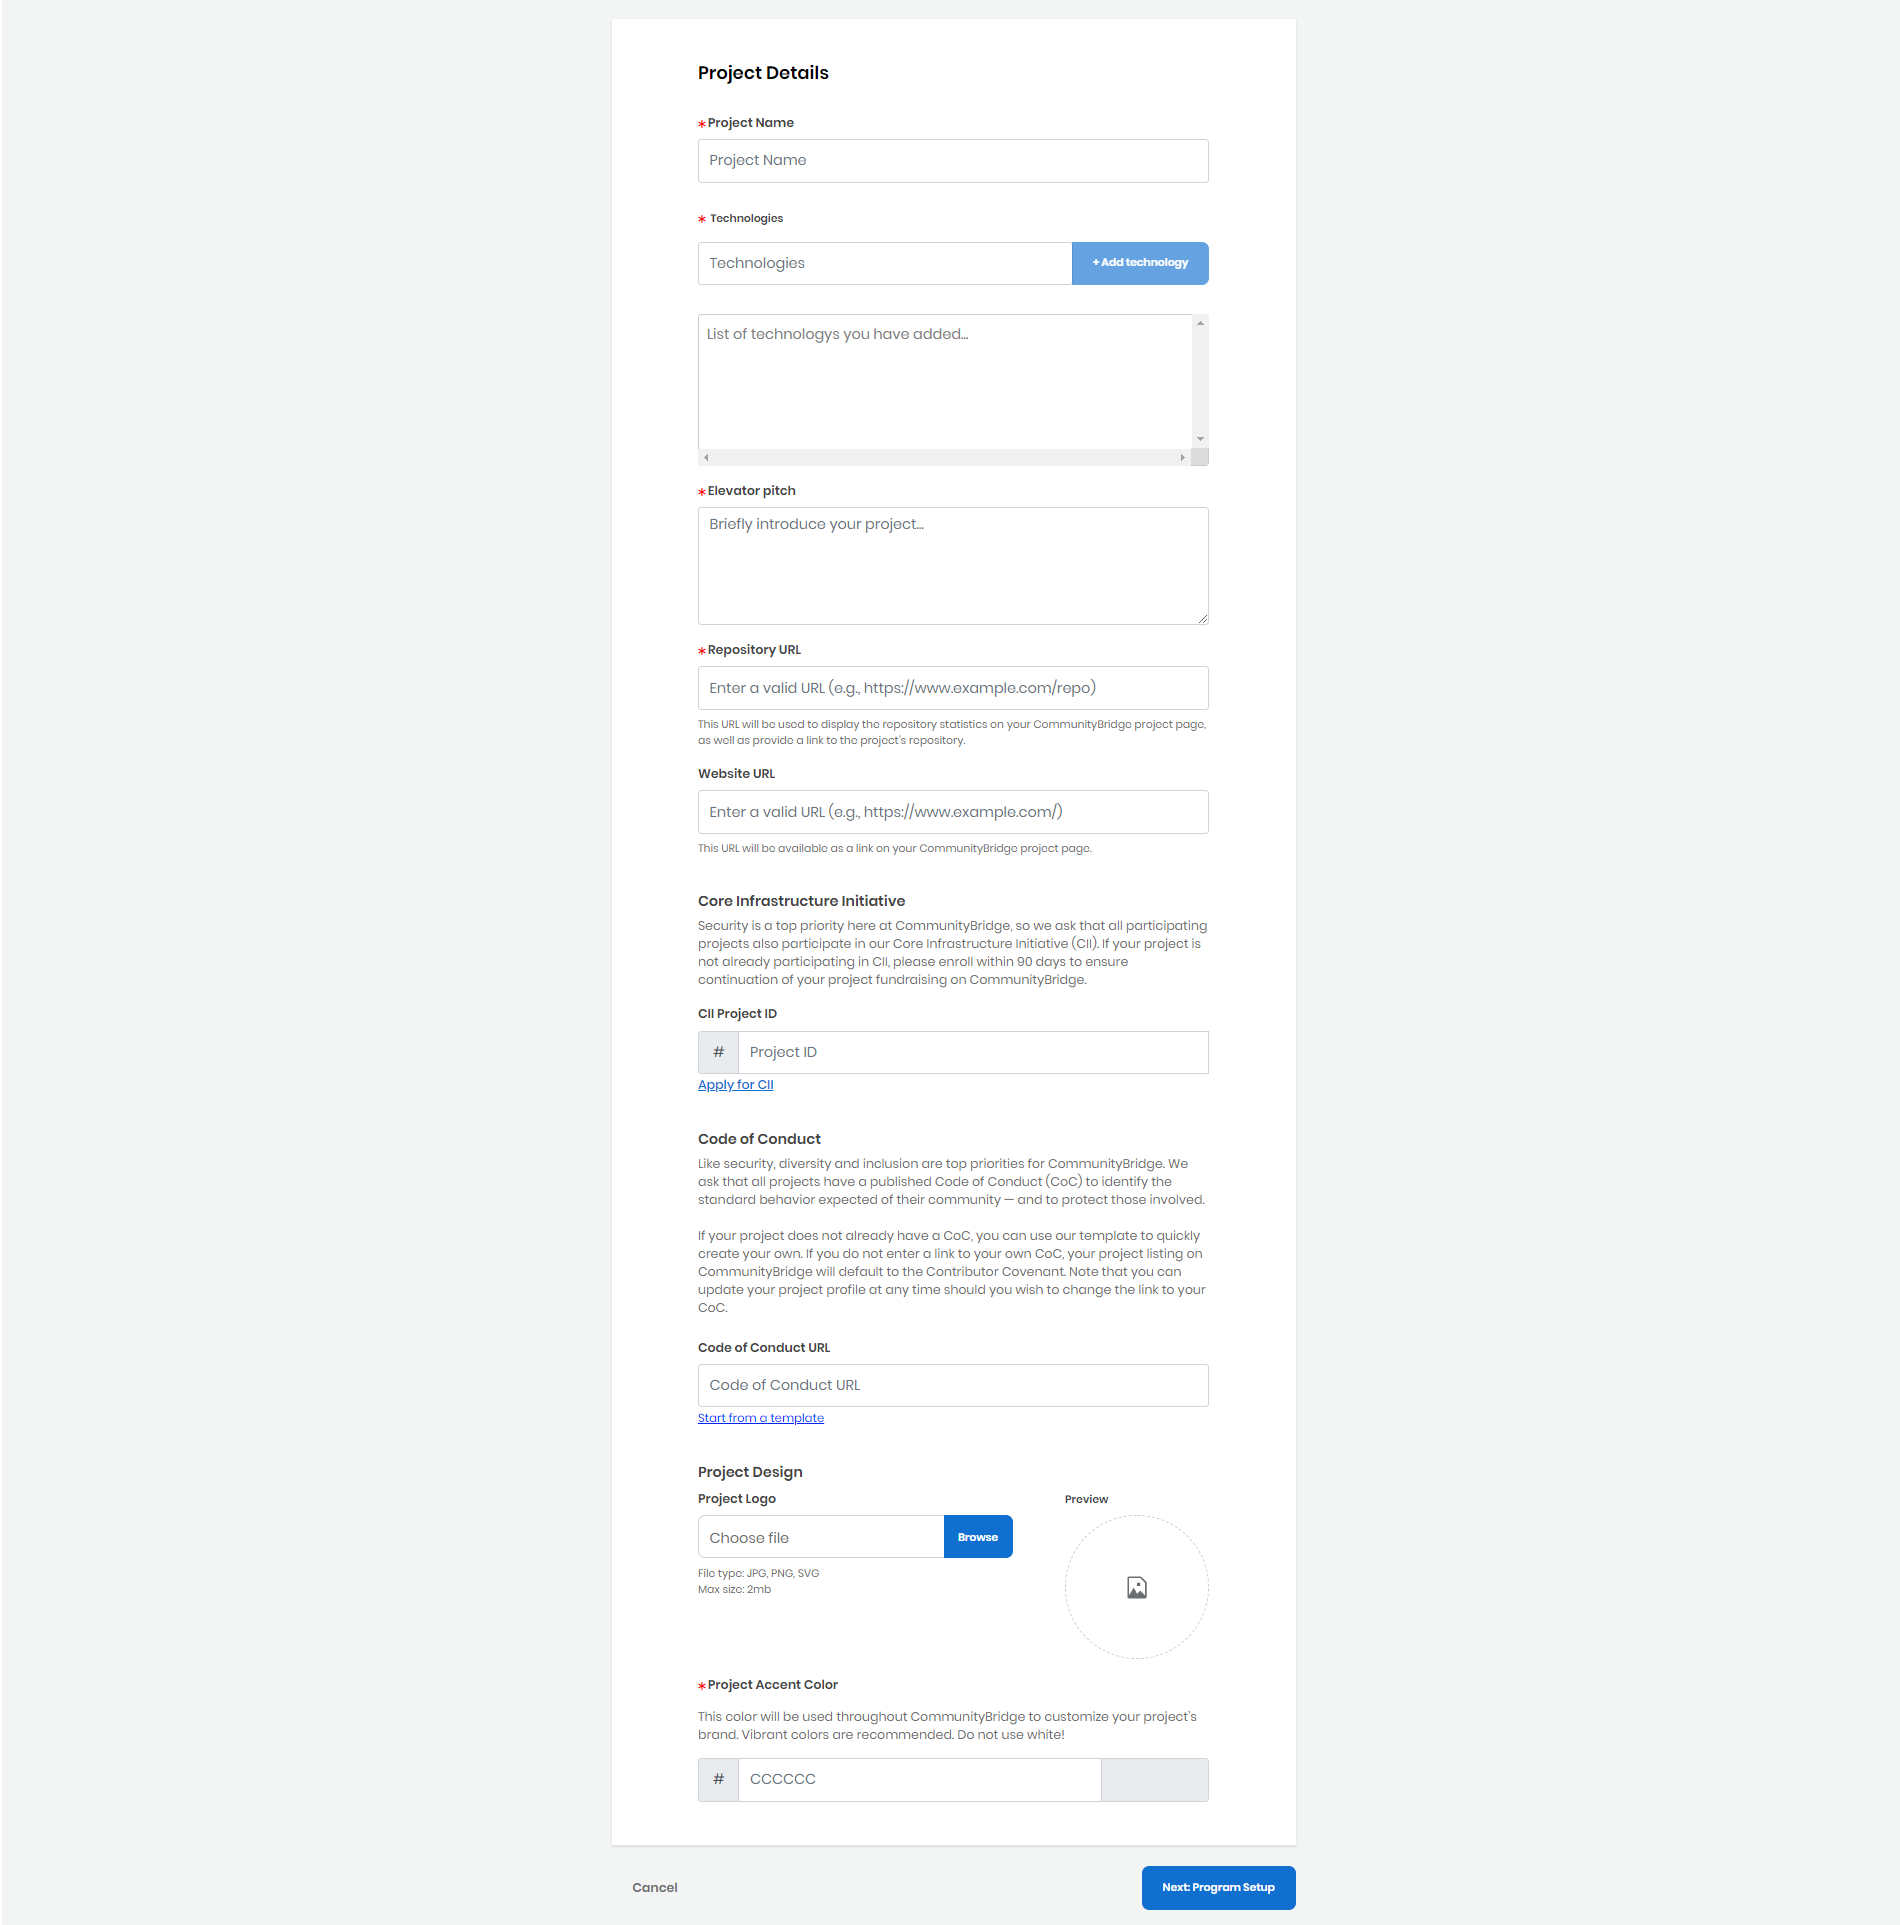 Project Details
*Project Name
Project Name
* Technologies
Technologies
+ Add technology
List of technologys you have added...
*Elevator pitch
Briefly introduce your project...
*Repository URL
Enter a valid URL (e.g., https://www.example.com/repo)
This URL will be used to display the repository statistics on your CommunityBridge project page,
as well as provide a link to the project's repository.
Website URL
Enter a valid URL (e.g., https://www.example.com/)
This URL will be available as a link on your CommunityBridge project page.
Core Infrastructure Initiative
Security is a top priority here at CommunityBridge, so we ask that all participating
projects also participate in our Core Infrastructure Initiative (CII). If your project is
not already participating in CII, please enroll within 90 days to ensure
continuation of your project fundraising on CommunityBridge.
CII Project ID
# Project ID
Apply for CII
Code of Conduct
Like security, diversity and inclusion are top priorities for CommunityBridge. We
ask that all projects have a published Code of Conduct (CoC) to identify the
standard behavior expected of their community — and to protect those involved.
If your project does not already have a CoC, you can use our template to quickly
create your own. If you do not enter a link to your own CoC, your project listing on
CommunityBridge will default to the Contributor Covenant. Note that you can
update your project profile at any time should you wish to change the link to your
CoC.
Code of Conduct URL
Code of Conduct URL
Start from a template
Project Design
Project Logo
Preview
Choose file
Browse
File type: JPG, PNG, SVG
Max size: 2mb
*Project Accent Color
This color will be used throughout CommunityBridge to customize your project's
brand. Vibrant colors are recommended. Do not use white!
# CCCCCC
Cancel
Next: Program Setup